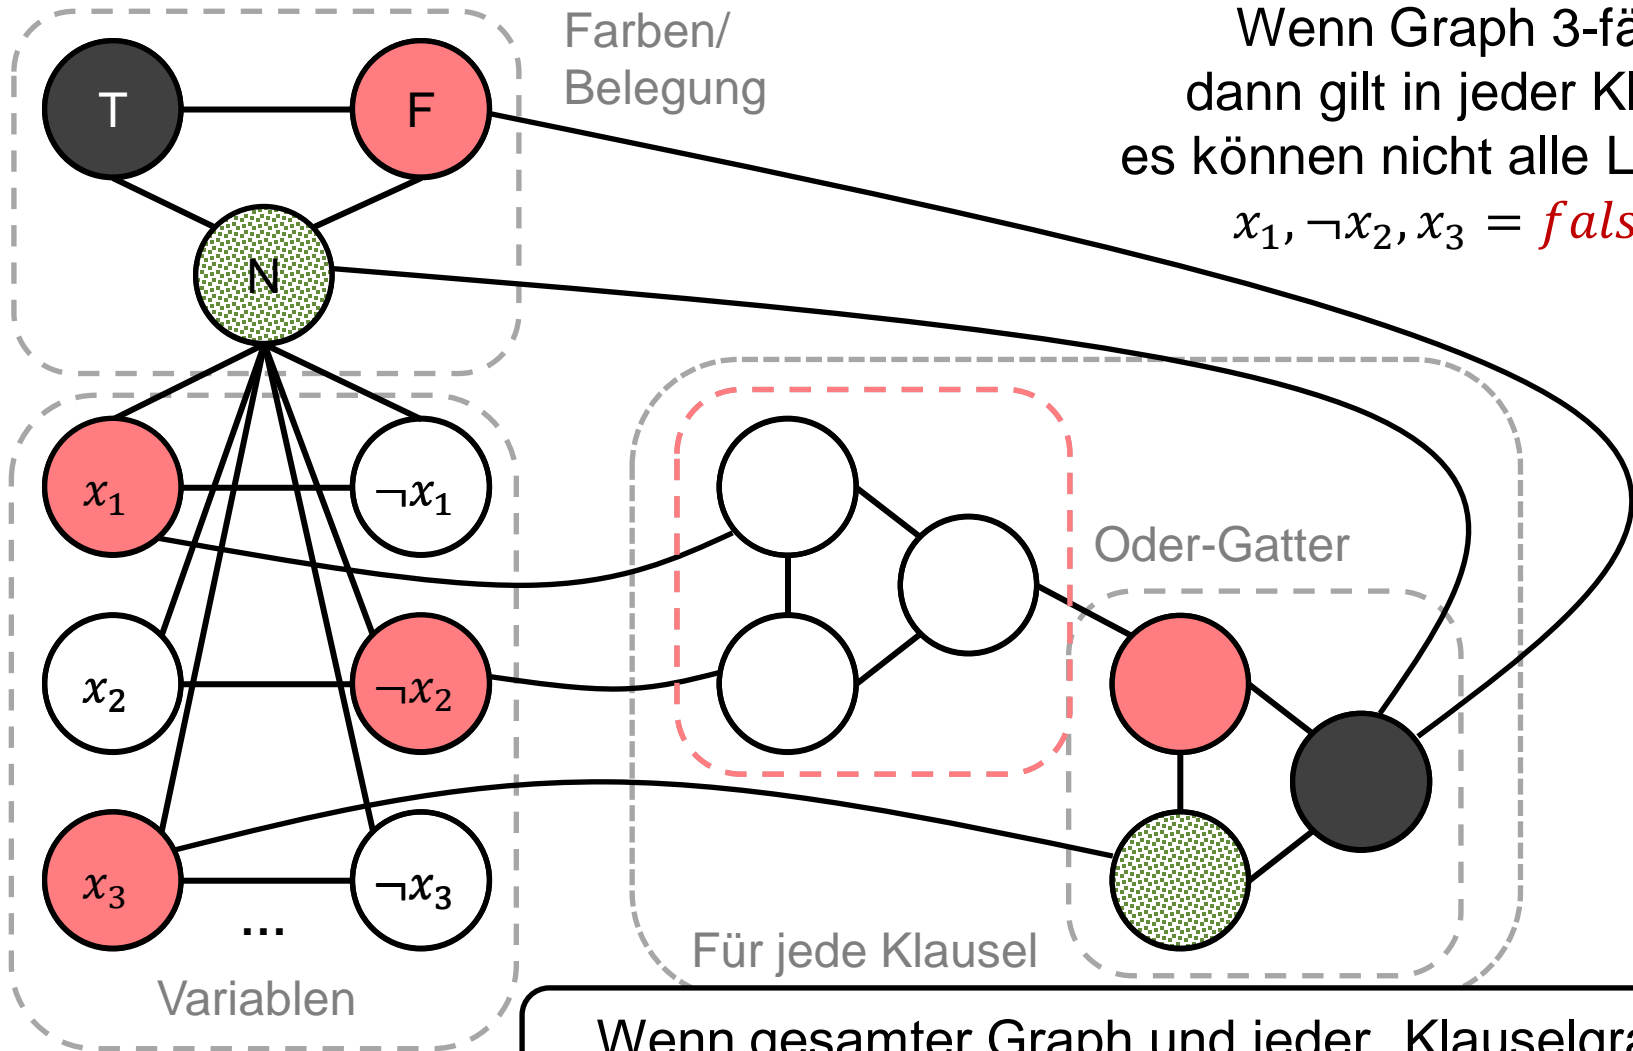 Farben/
Belegung
Wenn Graph 3-fä
dann gilt in jeder Kl
es können nicht alle L
x₁, ¬x₂, x₃ = fals
T
F
N
x₁
¬x₁
x₂
¬x₂
x₃
¬x₃
...
Variablen
Oder-Gatter
Für jede Klausel
Wenn gesamter Graph und jeder „Klauselgra